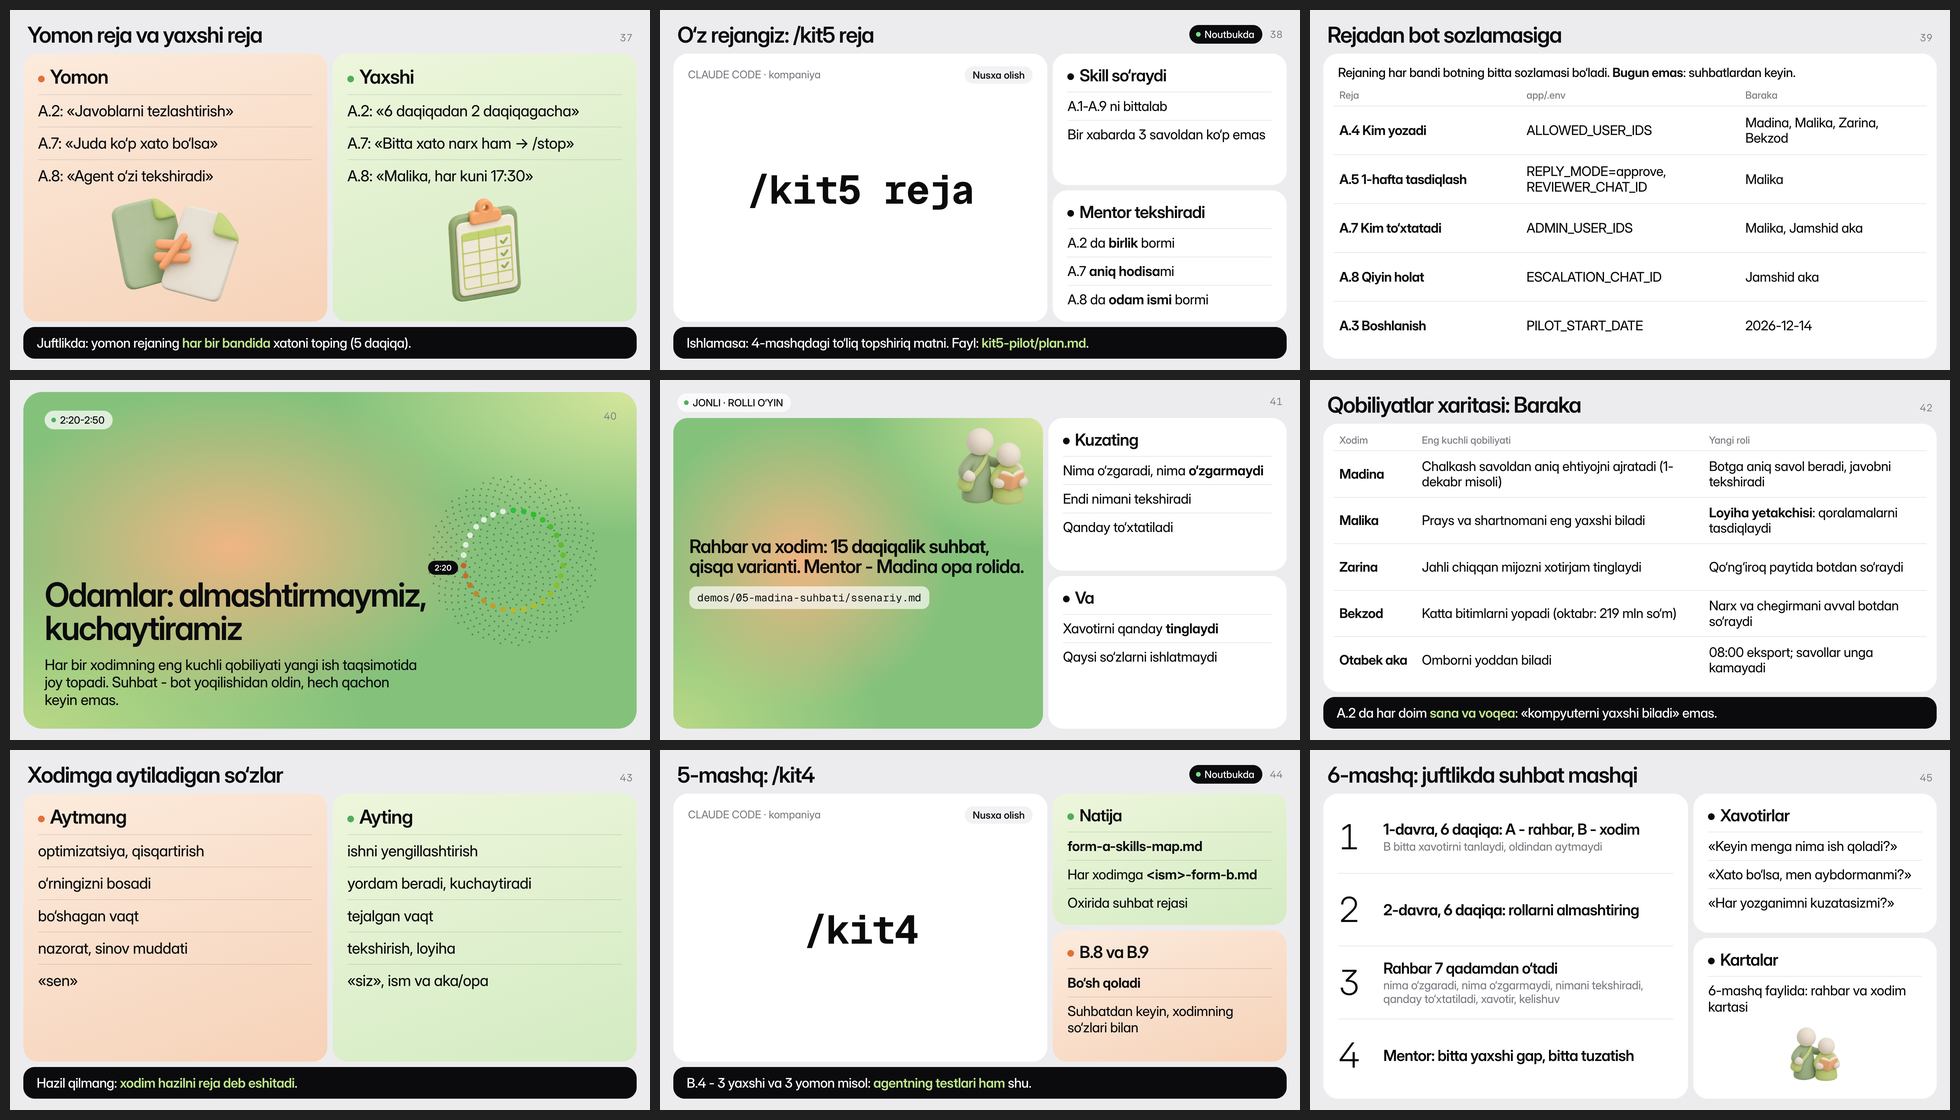 Yomon reja va yaxshi reja
37
Yomon
A.2: «Javoblarni tezlashtirish»
A.7: «Juda ko‘p xato bo‘lsa»
A.8: «Agent o‘zi tekshiradi»
Yaxshi
A.2: «6 daqiqadan 2 daqiqagacha»
A.7: «Bitta xato narx ham → /stop»
A.8: «Malika, har kuni 17:30»
Juftlikda: yomon rejaning har bir bandida xatoni toping (5 daqiqa).
O‘z rejangiz: /kit5 reja
Noutbukda
38
CLAUDE CODE · kompaniya
Nusxa olish
/kit5 reja
Skill so‘raydi
A.1-A.9 ni bittalab
Bir xabarda 3 savoldan ko‘p emas
Mentor tekshiradi
A.2 da birlik bormi
A.7 aniq hodisami
A.8 da odam ismi bormi
Ishlamasa: 4-mashqdagi to‘liq topshiriq matni. Fayl: kit5-pilot/plan.md.
Rejadan bot sozlamasiga
39
Rejaning har bandi botning bitta sozlamasi bo‘ladi. Bugun emas: suhbatlardan keyin.
Reja app/.env Baraka
A.4 Kim yozadi ALLOWED_USER_IDS Madina, Malika, Zarina,
Bekzod
A.5 1-hafta tasdiqlash REPLY_MODE=approve, Malika
REVIEWER_CHAT_ID
A.7 Kim to‘xtatadi ADMIN_USER_IDS Malika, Jamshid aka
A.8 Qiyin holat ESCALATION_CHAT_ID Jamshid aka
A.3 Boshlanish PILOT_START_DATE 2026-12-14
2:20-2:50
40
2:20
Odamlar: almashtirmaymiz,
kuchaytiramiz
Har bir xodimning eng kuchli qobiliyati yangi ish taqsimotida
joy topadi. Suhbat - bot yoqilishidan oldin, hech qachon
keyin emas.
JONLI · ROLLI O‘YIN
41
Rahbar va xodim: 15 daqiqalik suhbat,
qisqa varianti. Mentor - Madina opa rolida.
demos/05-madina-suhbati/ssenariy.md
Kuzating
Nima o‘zgaradi, nima o‘zgarmaydi
Endi nimani tekshiradi
Qanday to‘xtatiladi
Va
Xavotirni qanday tinglaydi
Qaysi so‘zlarni ishlatmaydi
Qobiliyatlar xaritasi: Baraka
42
Xodim Eng kuchli qobiliyati Yangi roli
Madina Chalkash savoldan aniq ehtiyojni ajratadi (1-
dekabr misoli) Botga aniq savol beradi, javobni
tekshiradi
Malika Prays va shartnomani eng yaxshi biladi Loyiha yetakchisi: qoralamalarni
tasdiqlaydi
Zarina Jahli chiqqan mijozni xotirjam tinglaydi Qo‘ng‘iroq paytida botdan so‘raydi
Bekzod Katta bitimlarni yopadi (oktabr: 219 mln so‘m) Narx va chegirmani avval botdan
so‘raydi
Otabek aka Omborni yoddan biladi 08:00 eksport; savollar unga
kamayadi
A.2 da har doim sana va voqea: «kompyuterni yaxshi biladi» emas.
Xodimga aytiladigan so‘zlar
43
Aytmang
optimizatsiya, qisqartirish
o‘rningizni bosadi
bo‘shagan vaqt
nazorat, sinov muddati
«sen»
Ayting
ishni yengillashtirish
yordam beradi, kuchaytiradi
tejalgan vaqt
tekshirish, loyiha
«siz», ism va aka/opa
Hazil qilmang: xodim hazilni reja deb eshitadi.
5-mashq: /kit4
Noutbukda
44
CLAUDE CODE · kompaniya
Nusxa olish
/kit4
Natija
form-a-skills-map.md
Har xodimga <ism>-form-b.md
Oxirida suhbat rejasi
B.8 va B.9
Bo‘sh qoladi
Suhbatdan keyin, xodimning
so‘zlari bilan
B.4 - 3 yaxshi va 3 yomon misol: agentning testlari ham shu.
6-mashq: juftlikda suhbat mashqi
45
1 1-davra, 6 daqiqa: A - rahbar, B - xodim
B bitta xavotirni tanlaydi, oldindan aytmaydi
2 2-davra, 6 daqiqa: rollarni almashtiring
3 Rahbar 7 qadamdan o‘tadi
nima o‘zgaradi, nima o‘zgarmaydi, nimani tekshiradi,
qanday to‘xtatiladi, xavotir, kelishuv
4 Mentor: bitta yaxshi gap, bitta tuzatish
Xavotirlar
«Keyin menga nima ish qoladi?»
«Xato bo‘lsa, men aybdormanmi?»
«Har yozganimni kuzatasizmi?»
Kartalar
6-mashq faylida: rahbar va xodim
kartasi